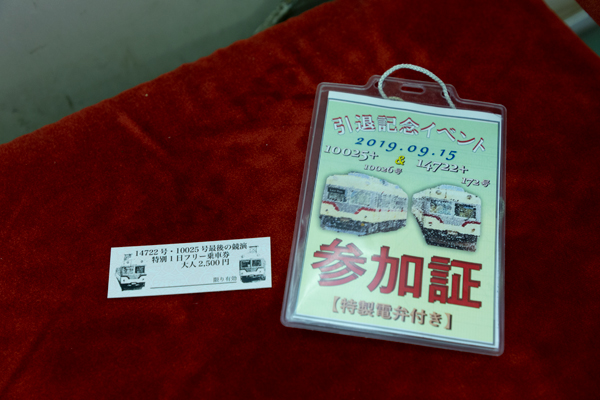 14722号・10025号最後の競演
特別1日フリー乗車券
大人2,500円
限り有効
引退記念イベント
2019.09.15
10025+ & 14722+
10026号 172号
参加証
【特製電弁付き】